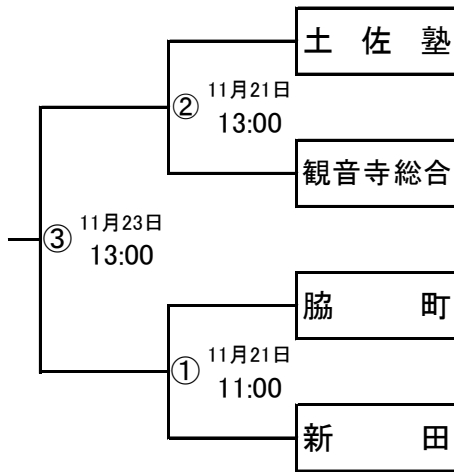 土佐塾
② 11月21日
13:00
観音寺総合
③ 11月23日
13:00
脇町
① 11月21日
11:00
新田